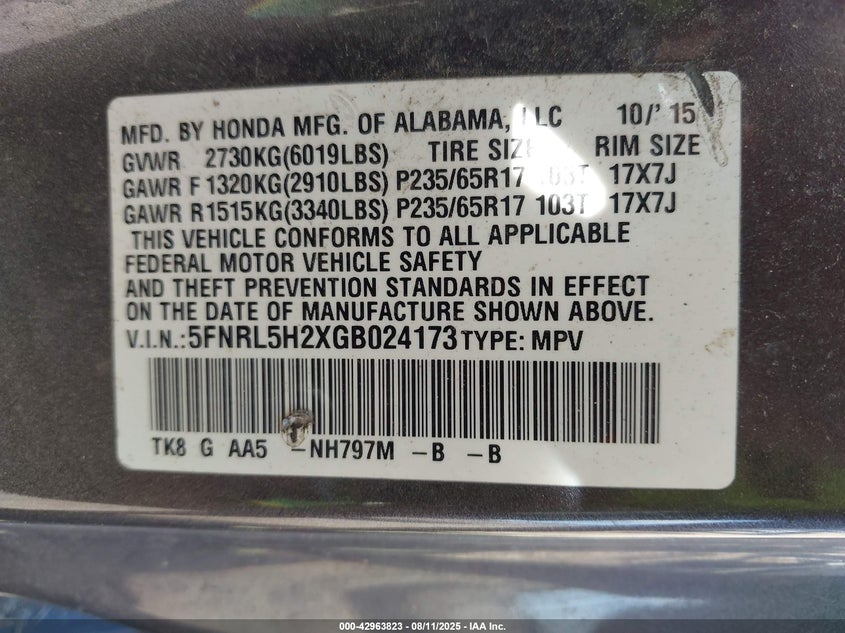 MFD. BY HONDA MFG. OF ALABAMA, LLC 10/'15
GVWR 2730KG(6019LBS) TIRE SIZE RIM SIZE
GAWR F 1320KG(2910LBS) P235/65R17 103T 17X7J
GAWR R 1515KG(3340LBS) P235/65R17 103T 17X7J
THIS VEHICLE CONFORMS TO ALL APPLICABLE
FEDERAL MOTOR VEHICLE SAFETY
AND THEFT PREVENTION STANDARDS IN EFFECT
ON THE DATE OF MANUFACTURE SHOWN ABOVE.
V.I.N.:5FNRL5H2XGB024173 TYPE: MPV
TK8 G AA5 -NH797M -B -B
000-42963823 - 08/11/2025 - IAA Inc.